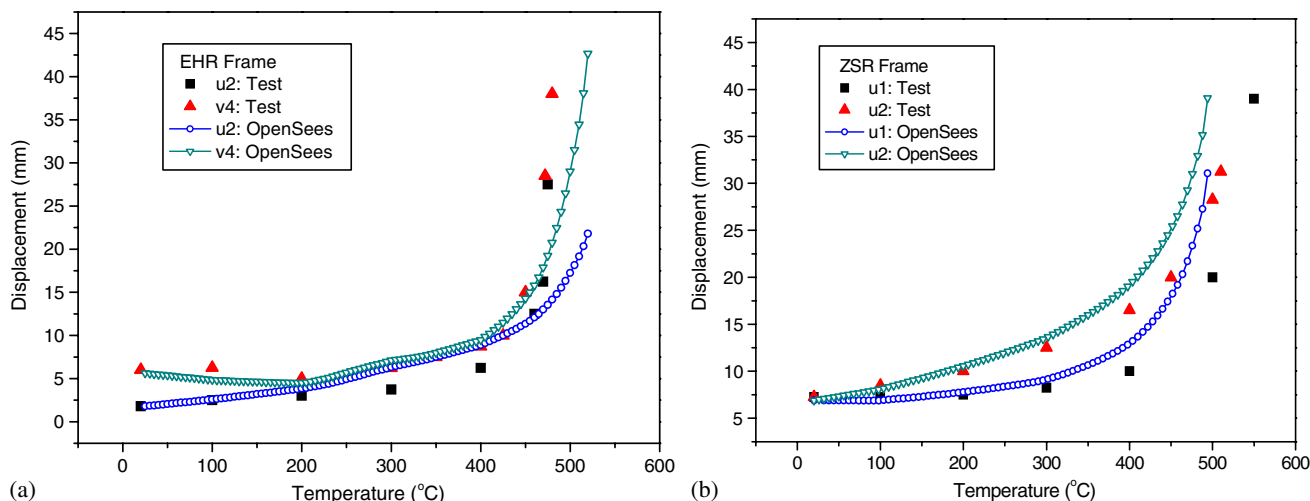 EHR Frame
u2: Test
v4: Test
u2: OpenSees
v4: OpenSees
45
40
35
30
25
20
15
10
5
0
Displacement (mm)
0 100 200 300 400 500 600
Temperature (°C)
(a)
ZSR Frame
u1: Test
u2: Test
u1: OpenSees
u2: OpenSees
45
40
35
30
25
20
15
10
5
Displacement (mm)
0 100 200 300 400 500 600
Temperature (°C)
(b)